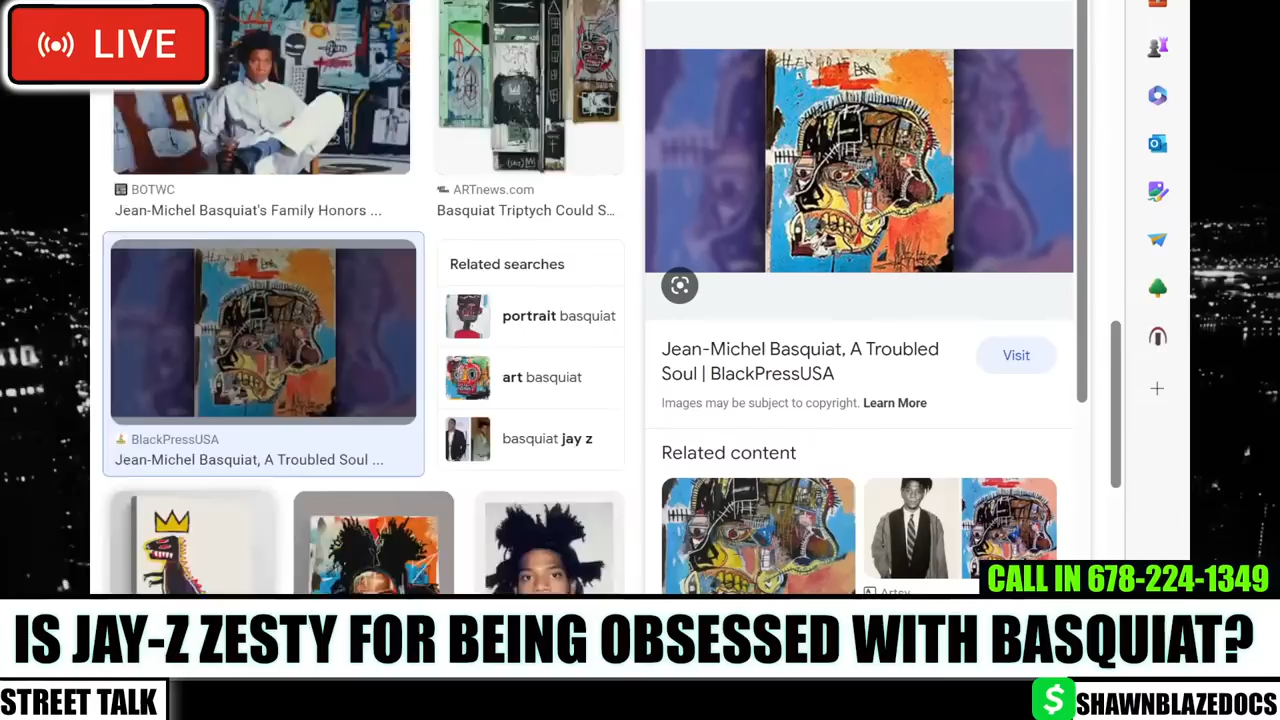 LIVE
BOTWC
Jean-Michel Basquiat's Family Honors ...
ARTnews.com
Basquiat Triptych Could S...
Related searches
portrait basquiat
art basquiat
basquiat jay z
BlackPressUSA
Jean-Michel Basquiat, A Troubled Soul ...
Jean-Michel Basquiat, A Troubled
Soul | BlackPressUSA
Visit
Images may be subject to copyright. Learn More
Related content
Artsy
CALL IN 678-224-1349
IS JAY-Z ZESTY FOR BEING OBSESSED WITH BASQUIAT?
STREET TALK
$ SHAWNBLAZEDOCS